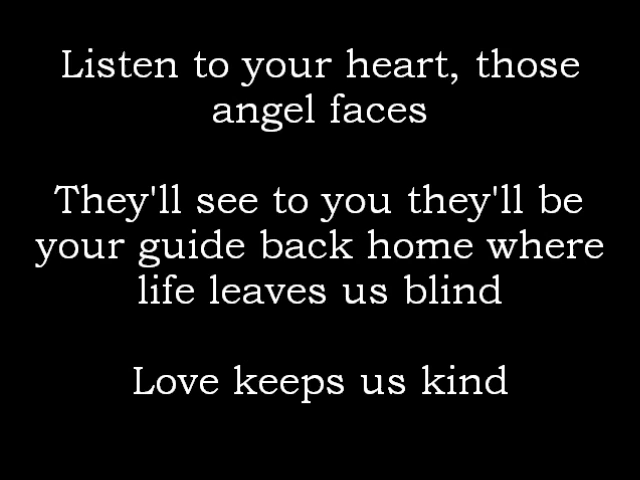 Listen to your heart, those
angel faces
They'll see to you they'll be
your guide back home where
life leaves us blind
Love keeps us kind